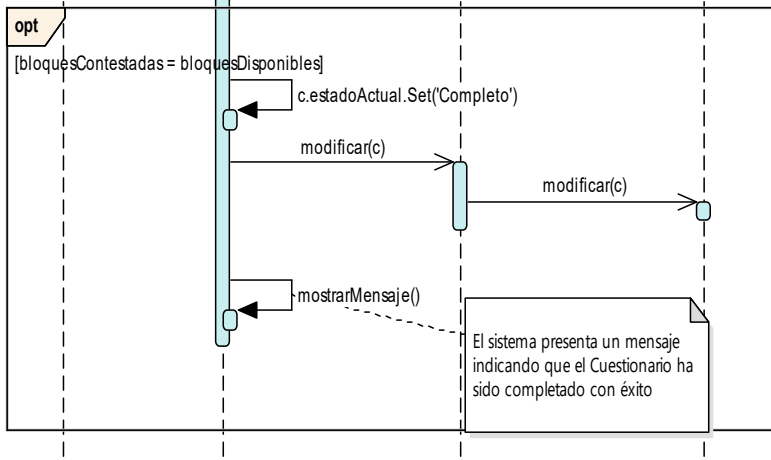 opt
[bloquesContestadas = bloquesDisponibles]
c.estadoActual.Set('Completo')
modificar(c)
modificar(c)
mostrarMensaje()
El sistema presenta un mensaje
indicando que el Cuestionario ha
sido completado con éxito